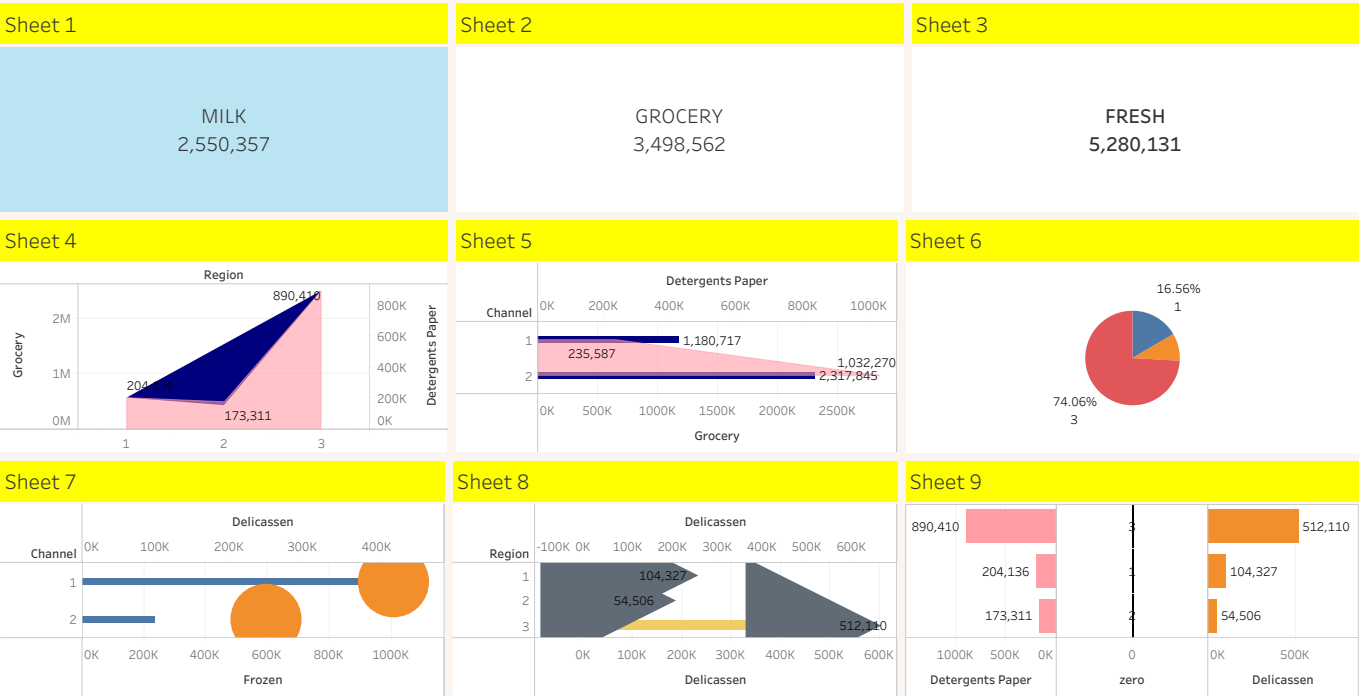 Sheet 1
Sheet 2
Sheet 3
MILK
2,550,357
GROCERY
3,498,562
FRESH
5,280,131
Sheet 4
Sheet 5
Sheet 6
Region
Grocery
2M
1M
0M
890,410
173,311
1
2
3
800K
600K
400K
200K
0K
Detergents Paper
Detergents Paper
Channel
0K 200K 400K 600K 800K 1000K
1
1,180,717
235,587
1,032,270
2
2,317,845
0K 500K 1000K 1500K 2000K 2500K
Grocery
16.56%
1
74.06%
3
Sheet 7
Sheet 8
Sheet 9
Delicassen
Channel
0K 100K 200K 300K 400K
1
2
0K 200K 400K 600K 800K 1000K
Frozen
Delicassen
Region
-100K 0K 100K 200K 300K 400K 500K 600K
1
104,327
2
54,506
3
512,110
0K 100K 200K 300K 400K 500K 600K
Delicassen
890,410 3 512,110
204,136 1 104,327
173,311 2 54,506
1000K 500K 0K 0 0K 500K
Detergents Paper zero Delicassen